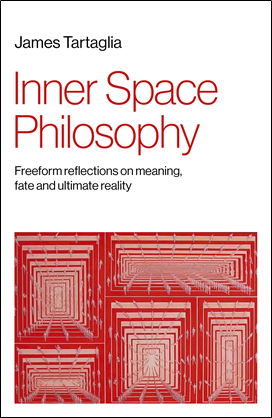 James Tartaglia
Inner Space
Philosophy
Freeform reflections on meaning,
fate and ultimate reality